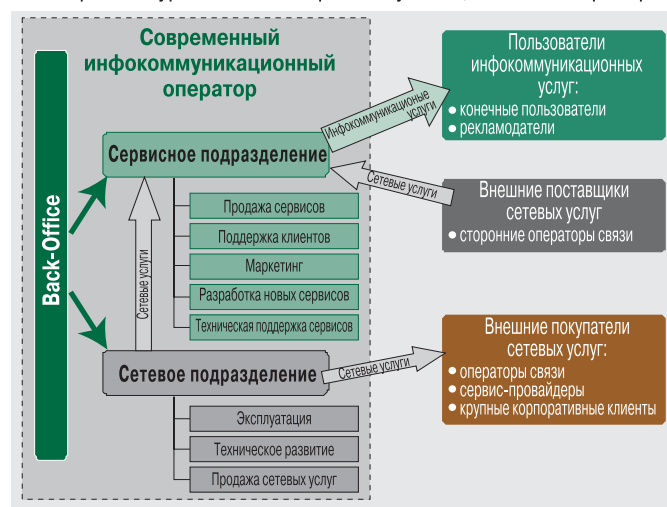 Современный
инфокоммуникационный
оператор
Back-Office
Сервисное подразделение
Продажа сервисов
Поддержка клиентов
Маркетинг
Разработка новых сервисов
Техническая поддержка сервисов
Сетевые услуги
Сетевое подразделение
Эксплуатация
Техническое развитие
Продажа сетевых услуг
Инфокоммуникационые
услуги
Сетевые услуги
Сетевые услуги
Пользователи
инфокоммуникационных
услуг:
• конечные пользователи
• рекламодатели
Внешние поставщики
сетевых услуг
• сторонние операторы связи
Внешние покупатели
сетевых услуг:
• операторы связи
• сервис-провайдеры
• крупные корпоративные клиенты